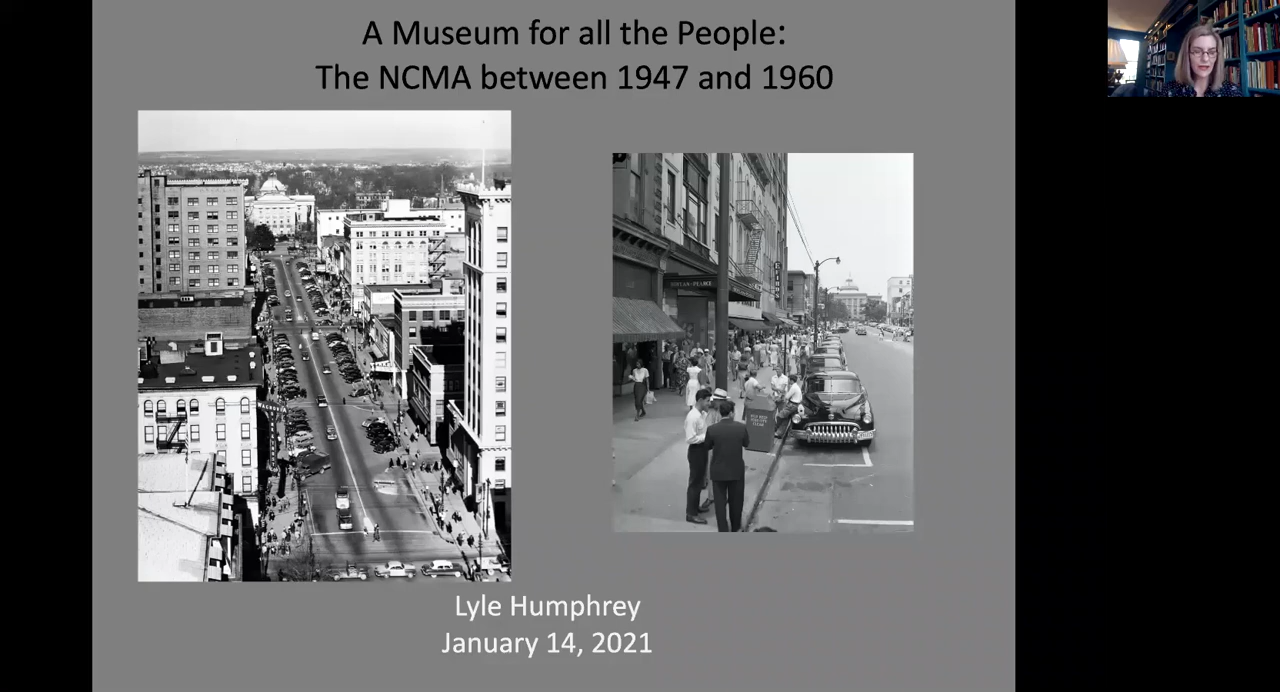 A Museum for all the People:
The NCMA between 1947 and 1960
Lyle Humphrey
January 14, 2021